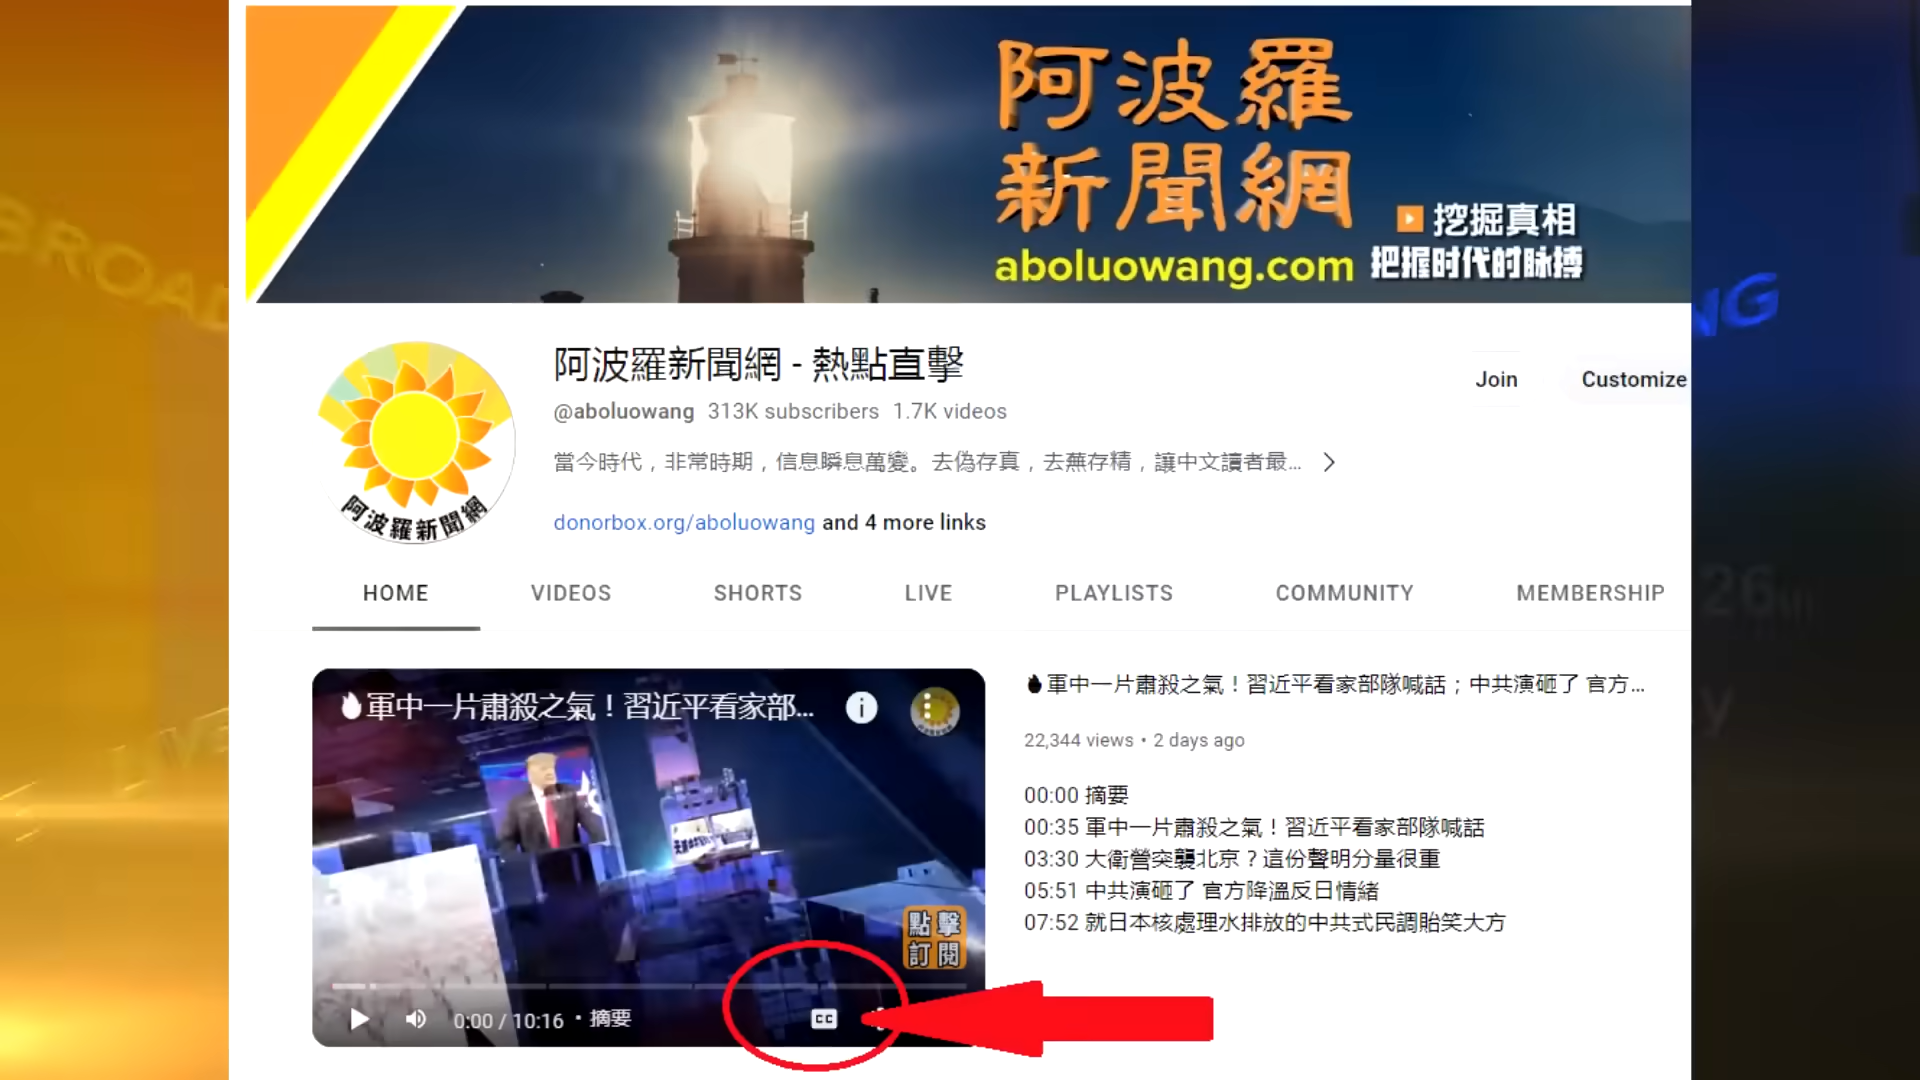 阿波羅
新聞網
aboluowang.com
挖掘真相
把握时代的脉搏
BROAD
NG
阿波羅新聞網 - 熱點直擊
@aboluowang 313K subscribers 1.7K videos
當今時代，非常時期，信息瞬息萬變。去偽存真，去蕪存精，讓中文讀者最...
donorbox.org/aboluowang and 4 more links
Join
Customize
阿波羅新聞網
HOME
VIDEOS
SHORTS
LIVE
PLAYLISTS
COMMUNITY
MEMBERSHIP
26
y
軍中一片肅殺之氣！習近平看家部...
點擊
訂閱
0:00 / 10:16 • 摘要
CC
軍中一片肅殺之氣！習近平看家部隊喊話；中共演砸了 官方...
22,344 views • 2 days ago
00:00 摘要
00:35 軍中一片肅殺之氣！習近平看家部隊喊話
03:30 大衛營突襲北京？這份聲明分量很重
05:51 中共演砸了 官方降溫反日情緒
07:52 就日本核處理水排放的中共式民調貽笑大方